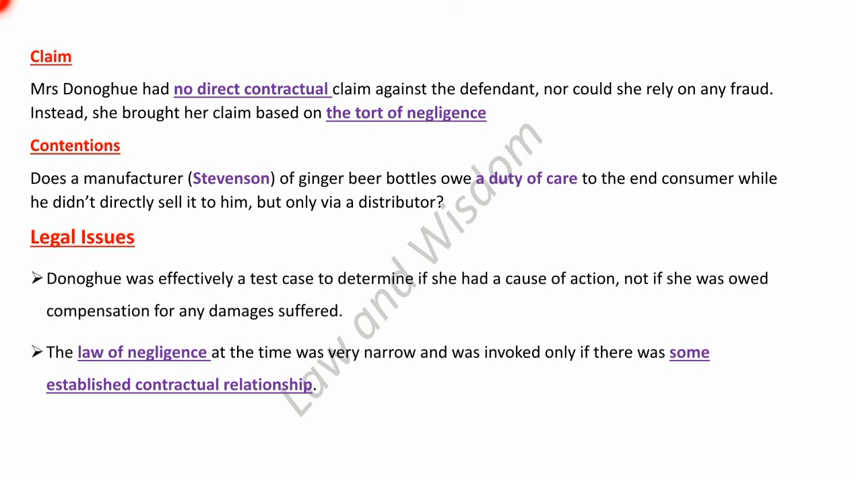 Claim
Mrs Donoghue had no direct contractual claim against the defendant, nor could she rely on any fraud.
Instead, she brought her claim based on the tort of negligence
Contentions
Does a manufacturer (Stevenson) of ginger beer bottles owe a duty of care to the end consumer while
he didn't directly sell it to him, but only via a distributor?
Legal Issues
➢Donoghue was effectively a test case to determine if she had a cause of action, not if she was owed
compensation for any damages suffered.
➢The law of negligence at the time was very narrow and was invoked only if there was some
established contractual relationship.
Law and Wisdom